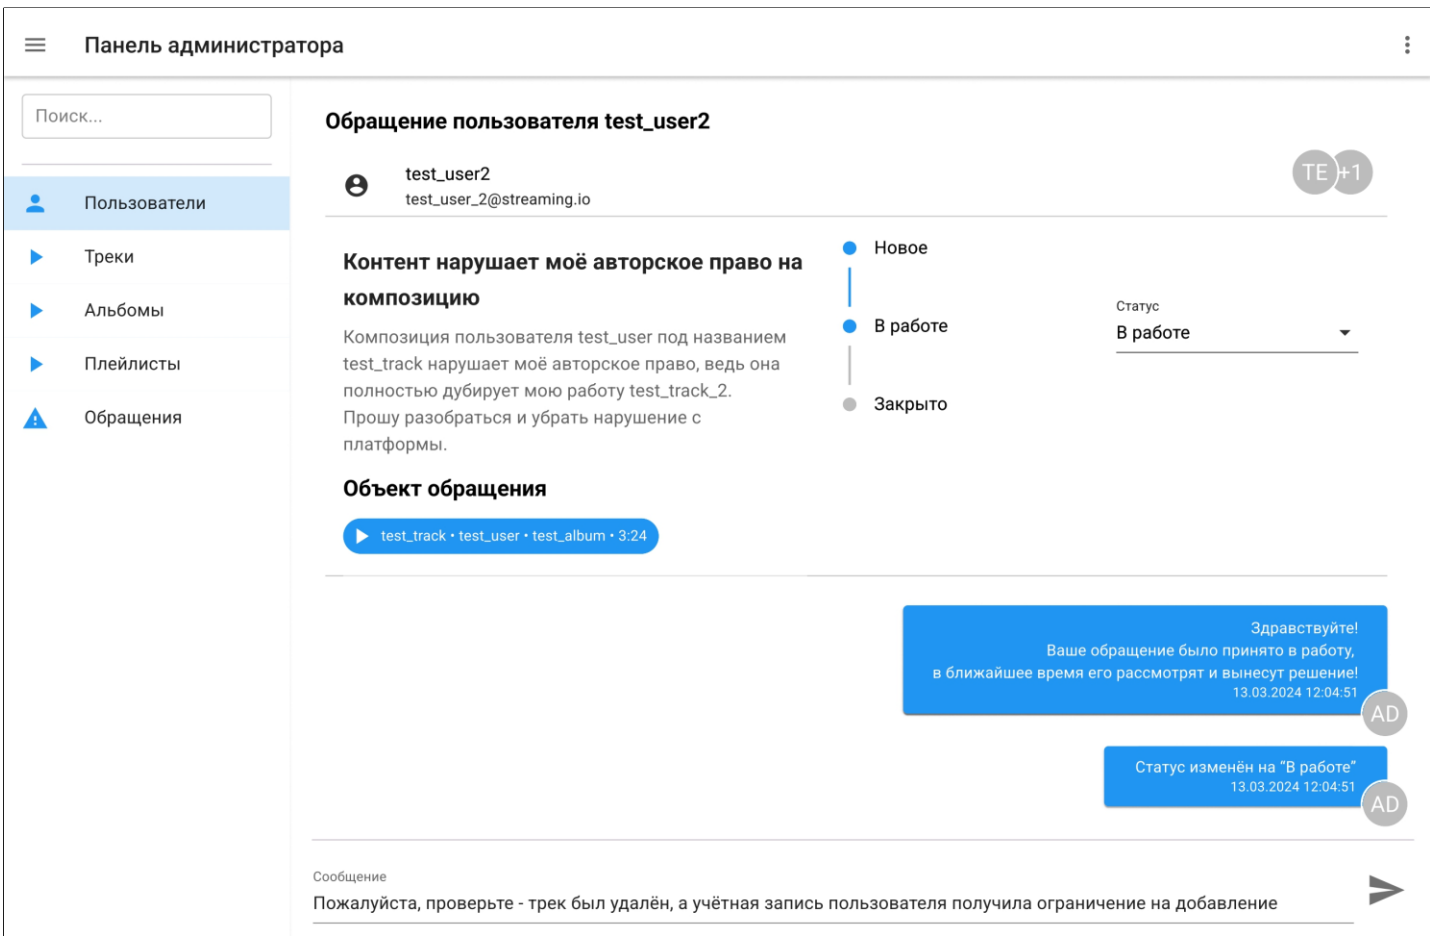 Панель администратора
Поиск...
Пользователи
Треки
Альбомы
Плейлисты
Обращения
Обращение пользователя test_user2
test_user2
test_user_2@streaming.io
TE
+1
Контент нарушает моё авторское право на
композицию
Композиция пользователя test_user под названием
test_track нарушает моё авторское право, ведь она
полностью дубирует мою работу test_track_2.
Прошу разобраться и убрать нарушение с
платформы.
Новое
В работе
Закрыто
Статус
В работе
Объект обращения
test_track • test_user • test_album • 3:24
Здравствуйте!
Ваше обращение было принято в работу,
в ближайшее время его рассмотрят и вынесут решение!
13.03.2024 12:04:51
AD
Статус изменён на “В работе”
13.03.2024 12:04:51
AD
Сообщение
Пожалуйста, проверьте - трек был удалён, а учётная запись пользователя получила ограничение на добавление